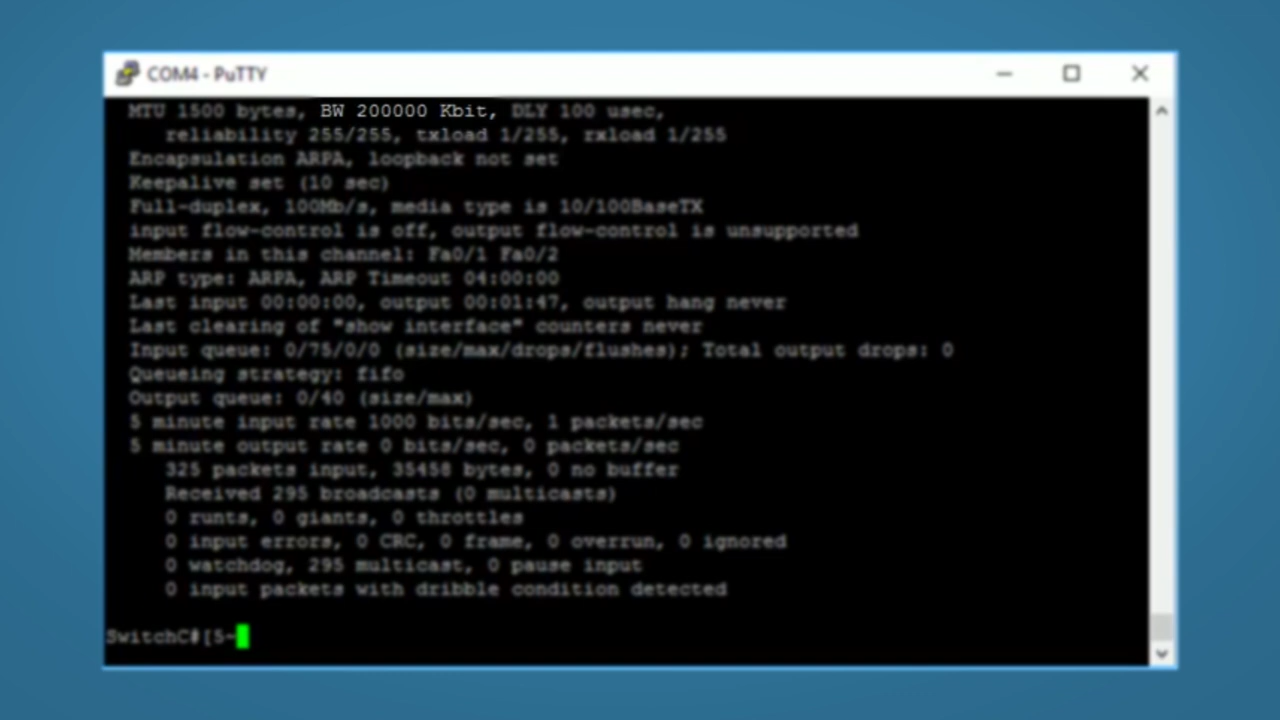 COM4 - PuTTY
MTU 1500 bytes, BW 200000 Kbit, DLY 100 usec,
reliability 255/255, txload 1/255, rxload 1/255
Encapsulation ARPA, loopback not set
Keepalive set (10 sec)
Full-duplex, 100Mb/s, media type is 10/100BaseTX
input flow-control is off, output flow-control is unsupported
Members in this channel: Fa0/1 Fa0/2
ARP type: ARPA, ARP Timeout 04:00:00
Last input 00:00:00, output 00:01:47, output hang never
Last clearing of "show interface" counters never
Input queue: 0/75/0/0 (size/max/drops/flushes); Total output drops: 0
Queueing strategy: fifo
Output queue: 0/40 (size/max)
5 minute input rate 1000 bits/sec, 1 packets/sec
5 minute output rate 0 bits/sec, 0 packets/sec
325 packets input, 35458 bytes, 0 no buffer
Received 295 broadcasts (0 multicasts)
0 runts, 0 giants, 0 throttles
0 input errors, 0 CRC, 0 frame, 0 overrun, 0 ignored
0 watchdog, 295 multicast, 0 pause input
0 input packets with dribble condition detected
SwitchC#[5~